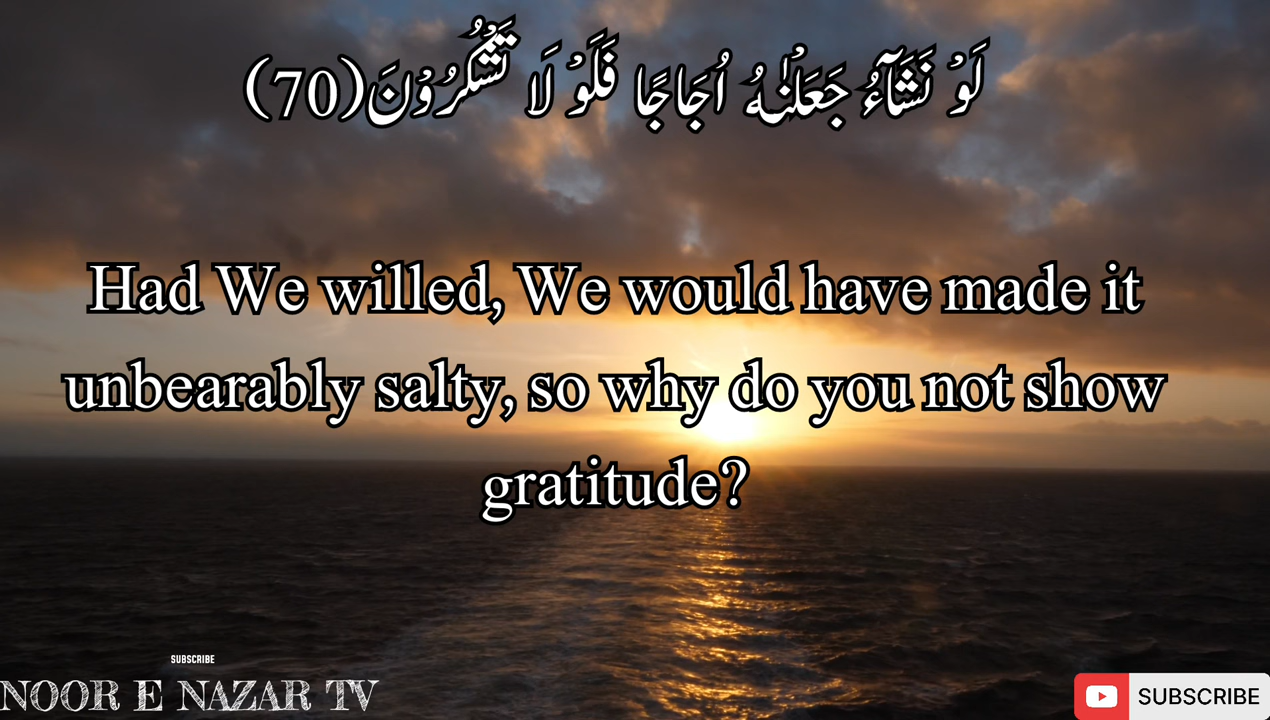 لَوْ نَشَآءُ جَعَلْنٰهُ اُجَاجًا فَلَوْ لَا تَشْكُرُوْنَ(70)
Had We willed, We would have made it
unbearably salty, so why do you not show
gratitude?
SUBSCRIBE
NOOR E NAZAR TV
SUBSCRIBE